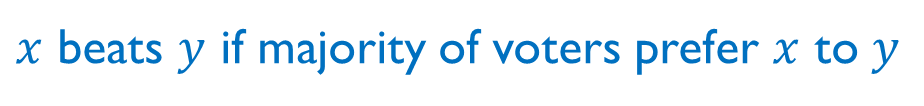 𝑥 beats 𝑦 if majority of voters prefer 𝑥 to 𝑦